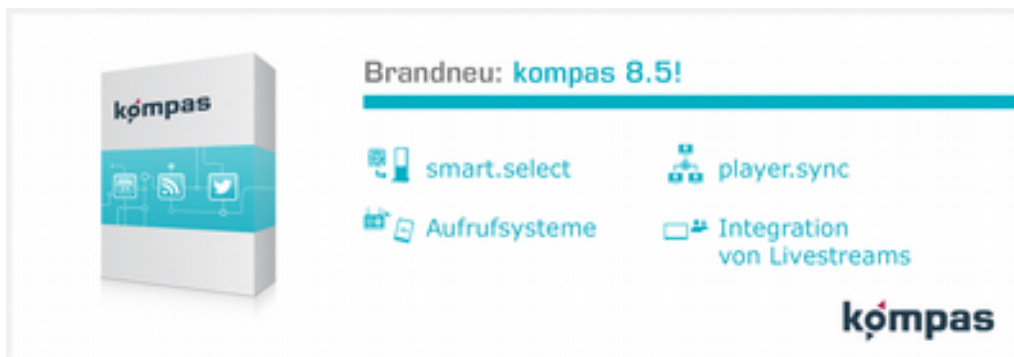 kompas
Brandneu: kompas 8.5!
smart.select
player.sync
Aufrufsysteme
Integration
von Livestreams
kompas